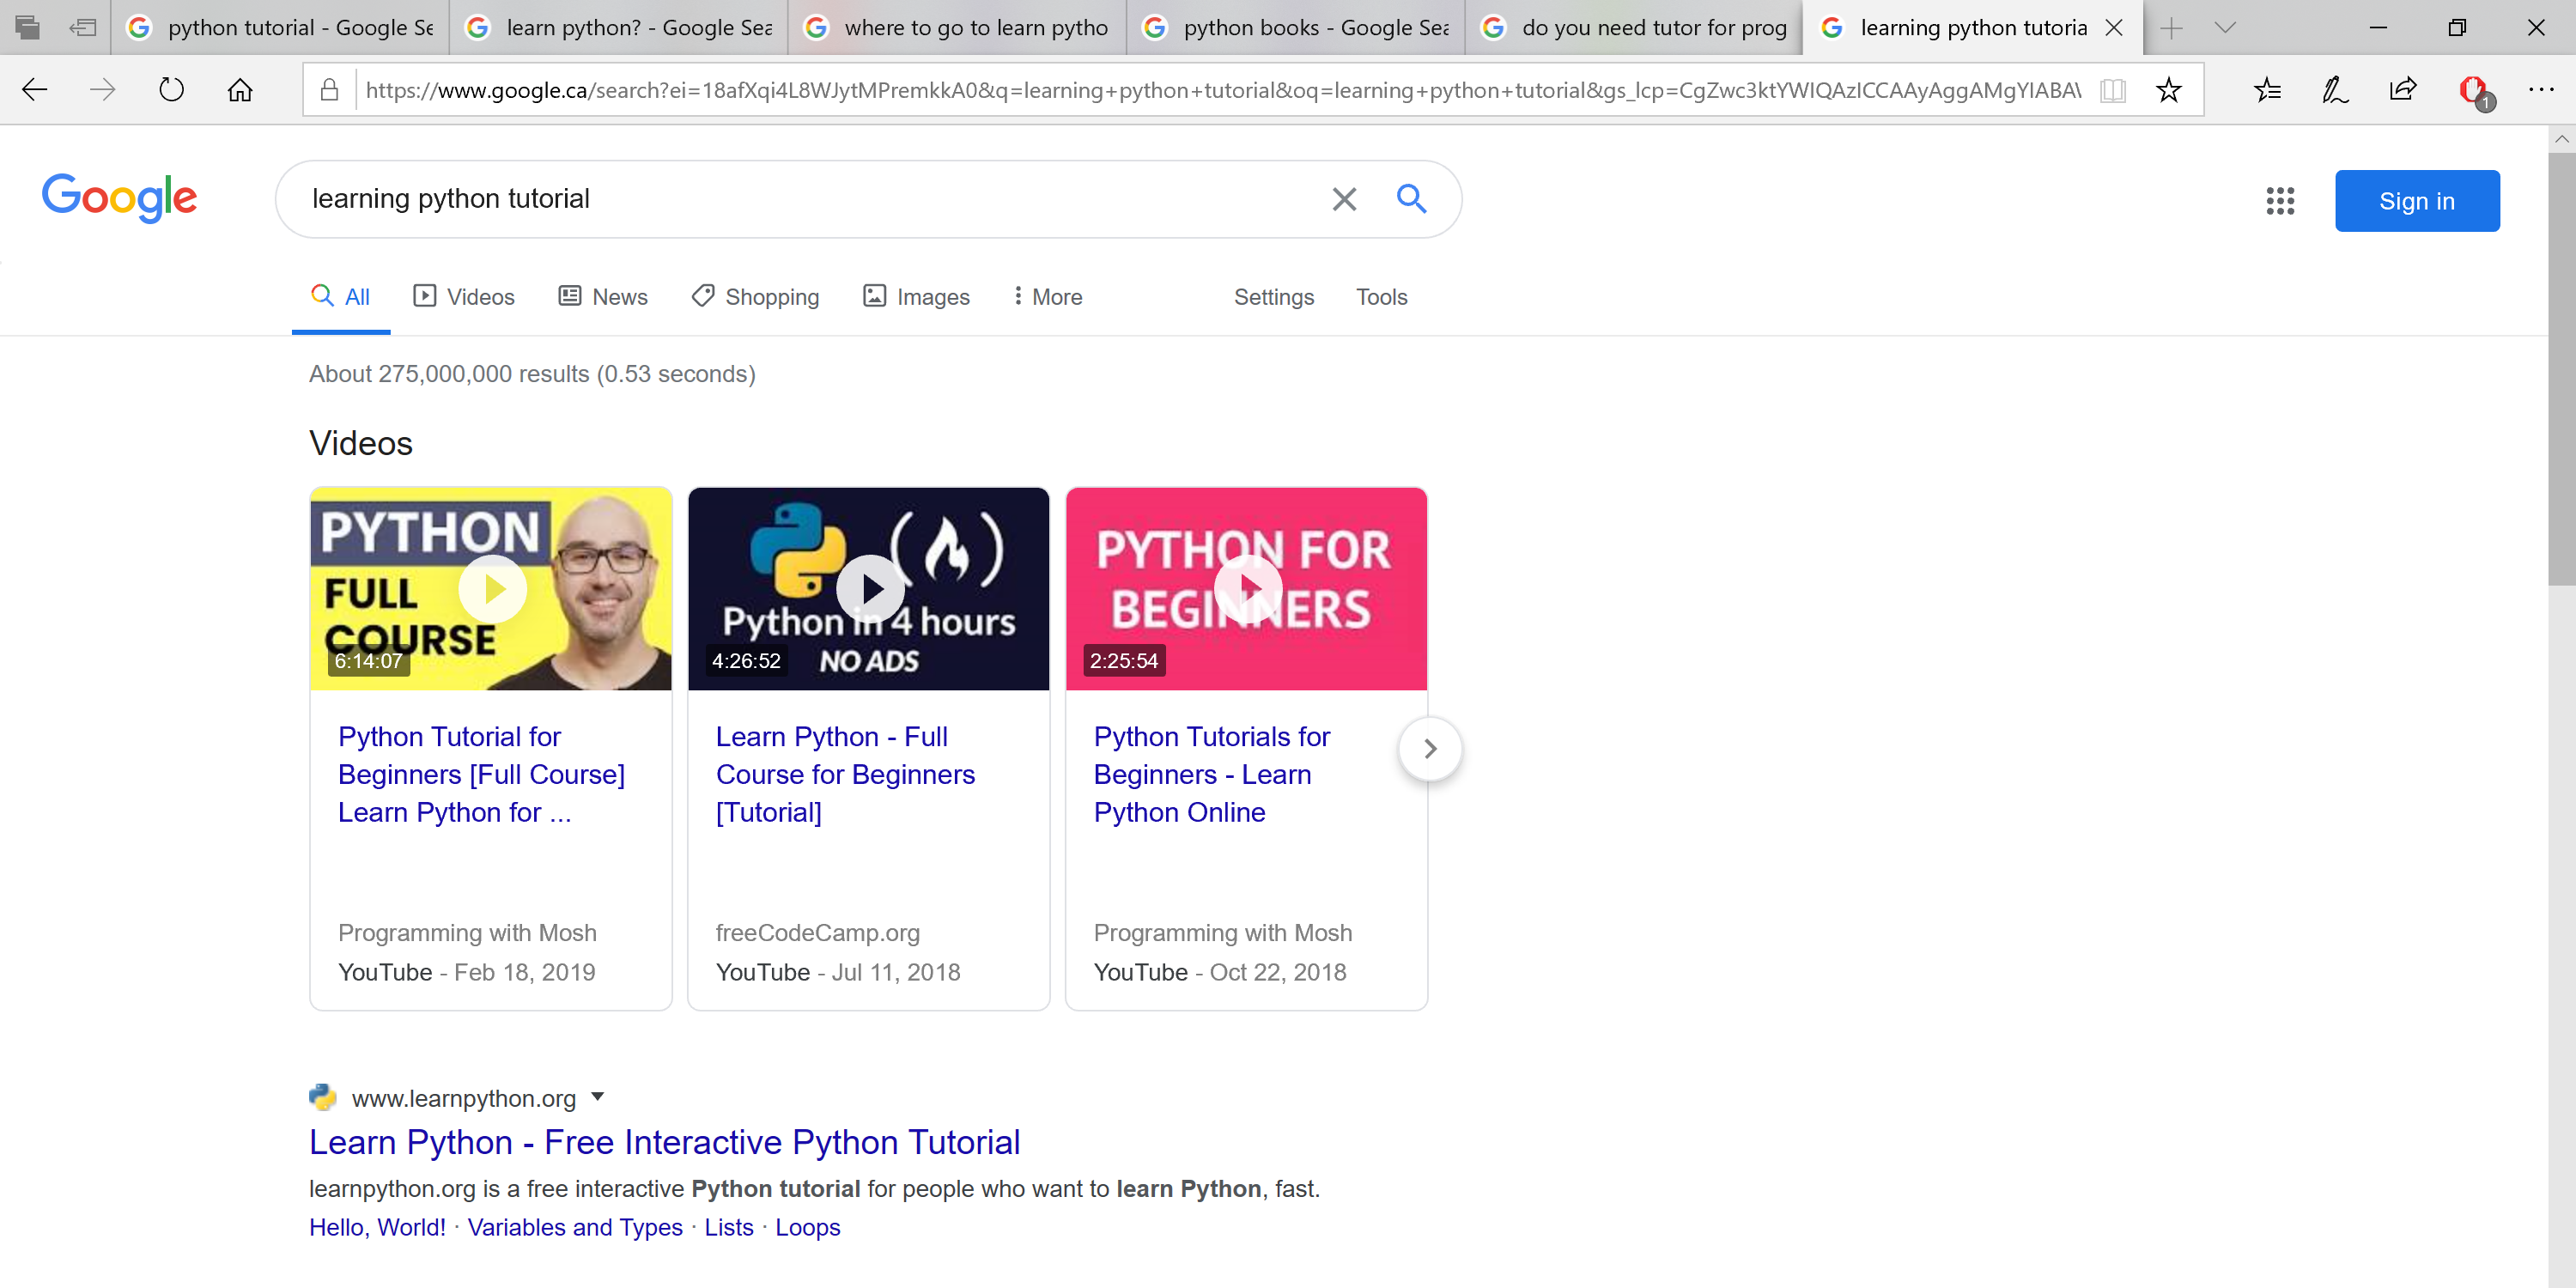 python tutorial - Google Se
learn python? - Google Sea
where to go to learn pytho
python books - Google Sea
do you need tutor for prog
learning python tutoria
https://www.google.ca/search?ei=18afXqi4L8WJytMPremkkA0&q=learning+python+tutorial&oq=learning+python+tutorial&gs_lcp=CgZwc3ktYWIQAzICCAAyAggAMgYIABAW
1
Google
learning python tutorial
Sign in
All
Videos
News
Shopping
Images
More
Settings
Tools
About 275,000,000 results (0.53 seconds)
Videos
PYTHON
FULL
COURSE
6:14:07
Python in 4 hours
NO ADS
4:26:52
PYTHON FOR
BEGINNERS
2:25:54
Python Tutorial for
Beginners [Full Course]
Learn Python for ...
Programming with Mosh
YouTube - Feb 18, 2019
Learn Python - Full
Course for Beginners
[Tutorial]
freeCodeCamp.org
YouTube - Jul 11, 2018
Python Tutorials for
Beginners - Learn
Python Online
Programming with Mosh
YouTube - Oct 22, 2018
www.learnpython.org
Learn Python - Free Interactive Python Tutorial
learnpython.org is a free interactive Python tutorial for people who want to learn Python, fast.
Hello, World! · Variables and Types · Lists · Loops